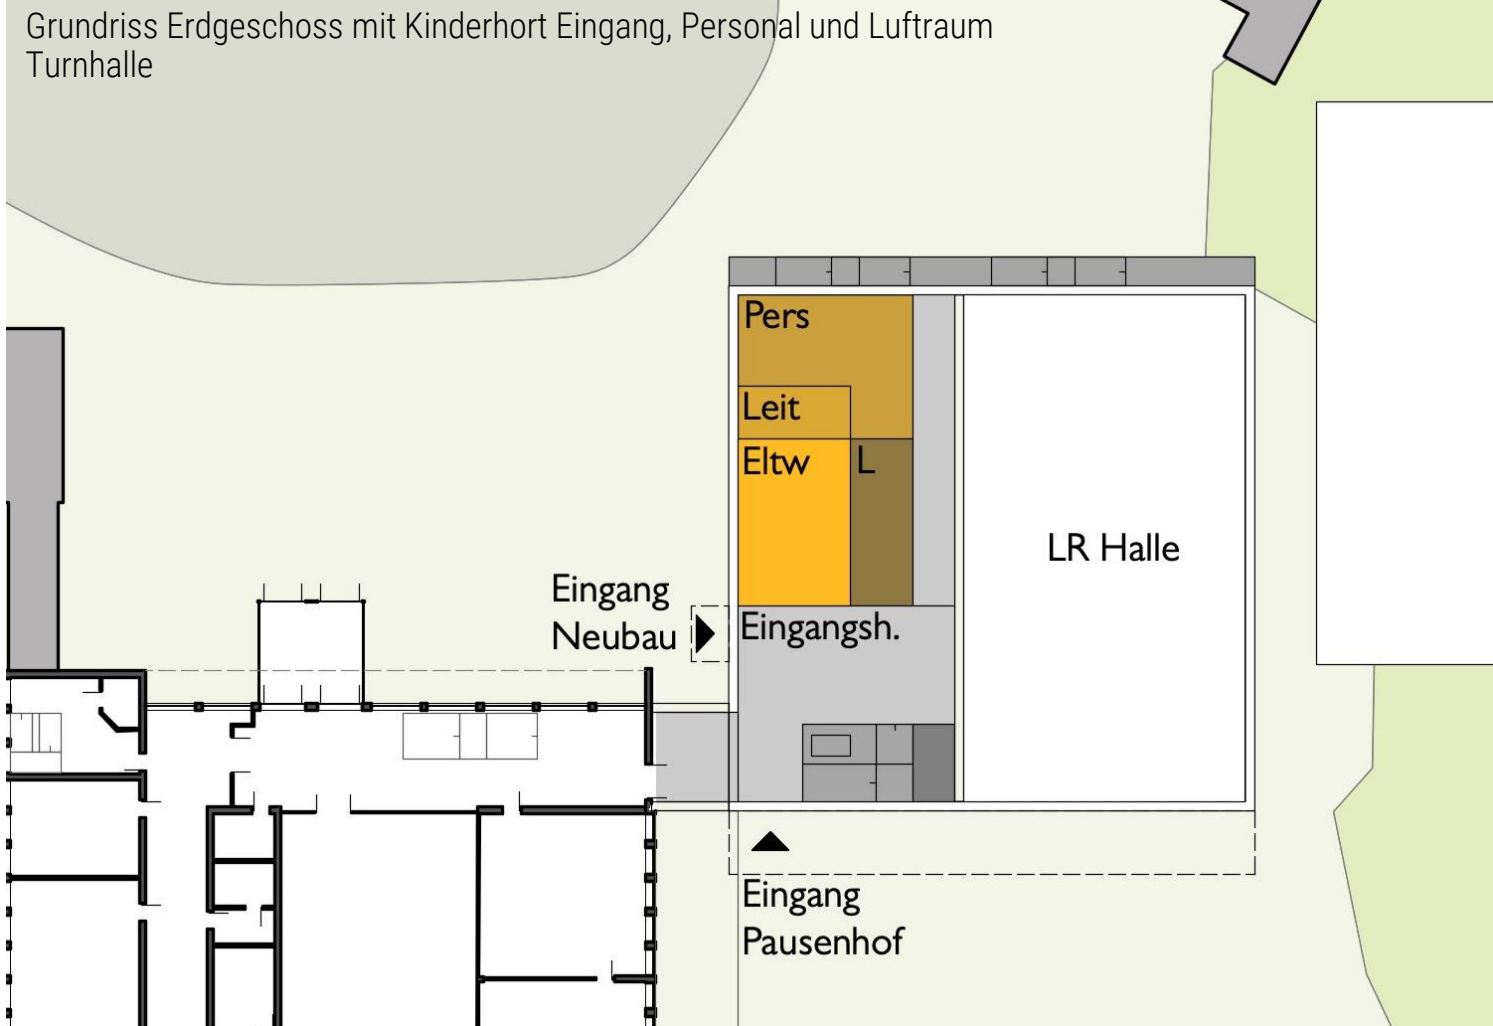 Grundriss Erdgeschoss mit Kinderhort Eingang, Personal und Luftraum
Turnhalle
Pers
Leit
Eltw
L
LR Halle
Eingang
Neubau
Eingangsh.
Eingang
Pausenhof